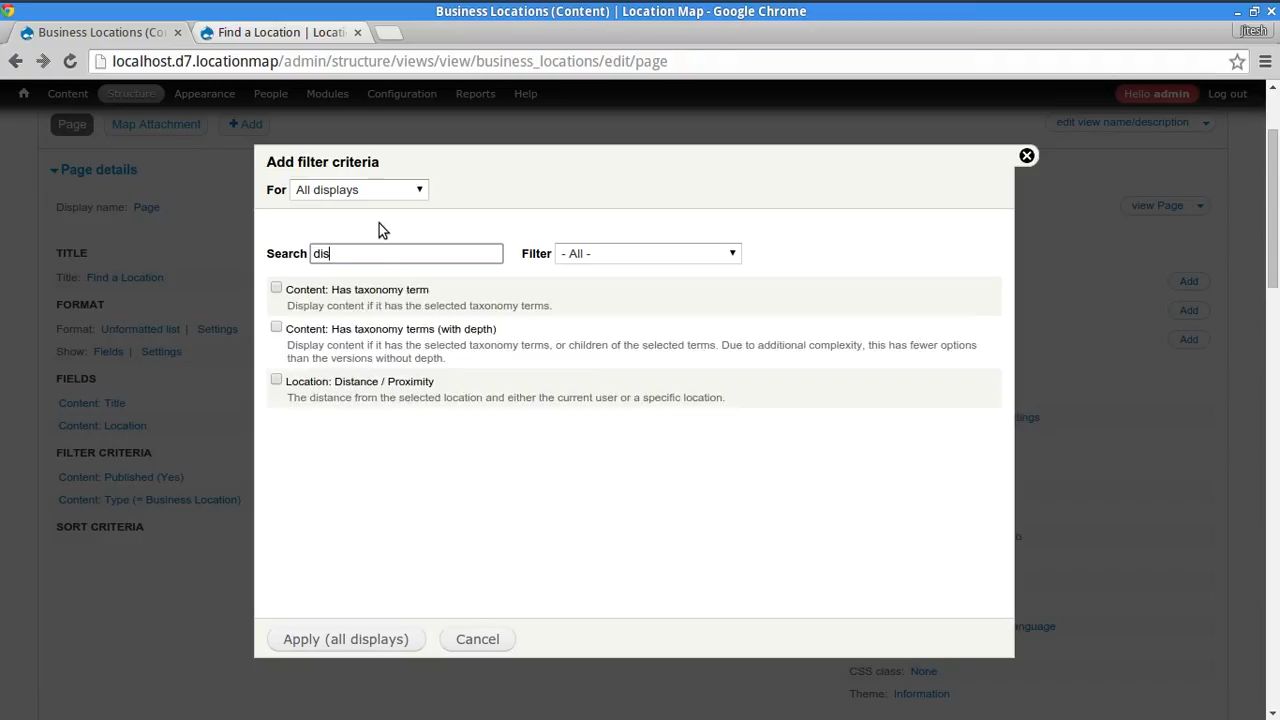 Business Locations (Content) | Location Map - Google Chrome
Business Locations (Co
Find a Location | Locati
jitesh
localhost.d7.locationmap/admin/structure/views/view/business_locations/edit/page
Content Structure Appearance People Modules Configuration Reports Help Hello admin Log out
Page Map Attachment Add edit view name/description
Add filter criteria
Page details
For All displays
Display name: Page
view Page
TITLE
Search dis Filter - All -
Title: Find a Location
Add
Content: Has taxonomy term
FORMAT
Display content if it has the selected taxonomy terms.
Add
Format: Unformatted list | Settings
Content: Has taxonomy terms (with depth)
Add
Show: Fields | Settings
Display content if it has the selected taxonomy terms, or children of the selected terms. Due to additional complexity, this has fewer options
than the versions without depth.
FIELDS
Location: Distance / Proximity
The distance from the selected location and either the current user or a specific location.
Content: Title
Content: Location
FILTER CRITERIA
Content: Published (Yes)
Content: Type (= Business Location)
SORT CRITERIA
anguage
Apply (all displays) Cancel
CSS class: None
Theme: Information